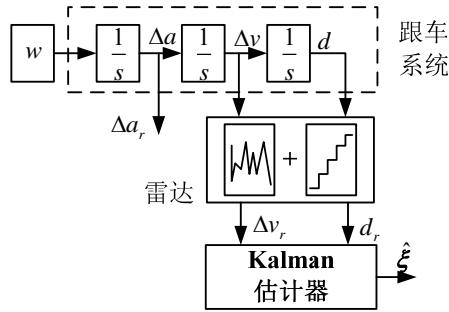 w
1/s
Δa
1/s
Δv
1/s
d
跟车
系统
Δa_r
雷达
+
Δv_r
d_r
Kalman
估计器
ξ̂